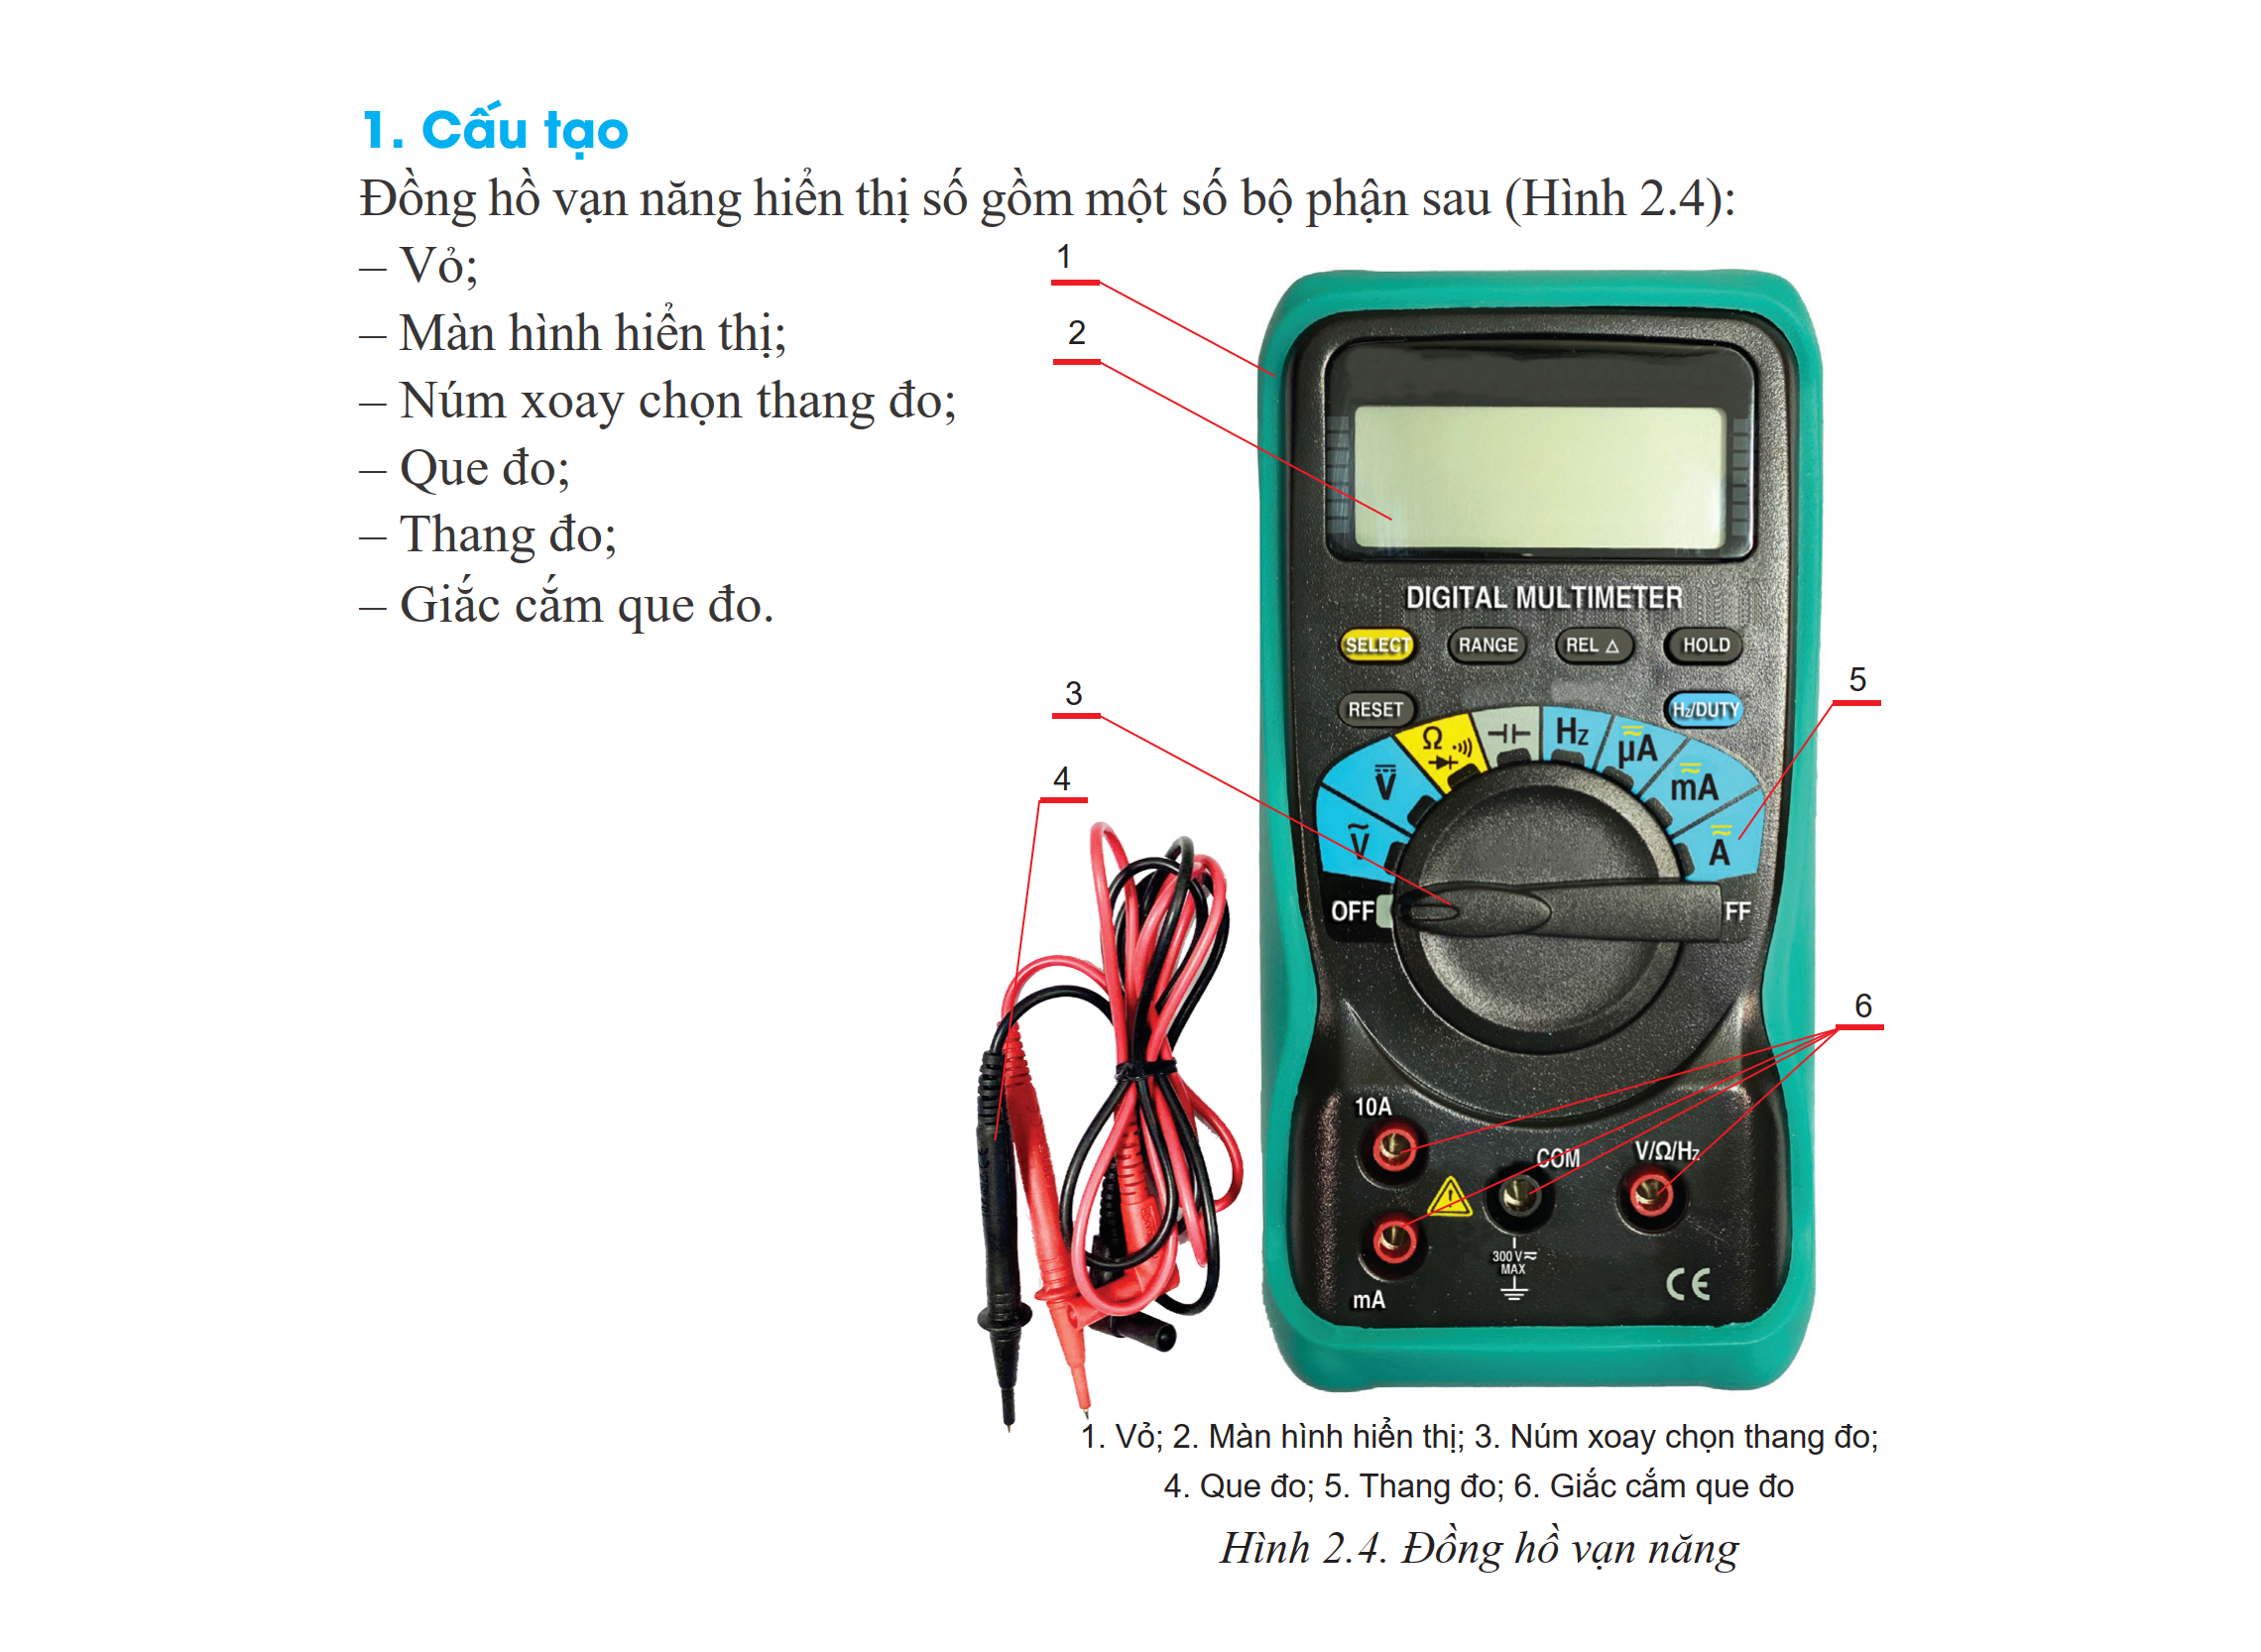 1. Cấu tạo
Đồng hồ vạn năng hiển thị số gồm một số bộ phận sau (Hình 2.4):
– Vỏ;
– Màn hình hiển thị;
– Núm xoay chọn thang đo;
– Que đo;
– Thang đo;
– Giắc cắm que đo.
1
2
DIGITAL MULTIMETER
SELECT RANGE REL △ HOLD
3
5
RESET Hz/DUTY
4
Ω Hz µA
V mA
V A
OFF FF
6
10A
COM V/Ω/Hz
300 V
MAX
mA CE
1. Vỏ; 2. Màn hình hiển thị; 3. Núm xoay chọn thang đo;
4. Que đo; 5. Thang đo; 6. Giắc cắm que đo
Hình 2.4. Đồng hồ vạn năng